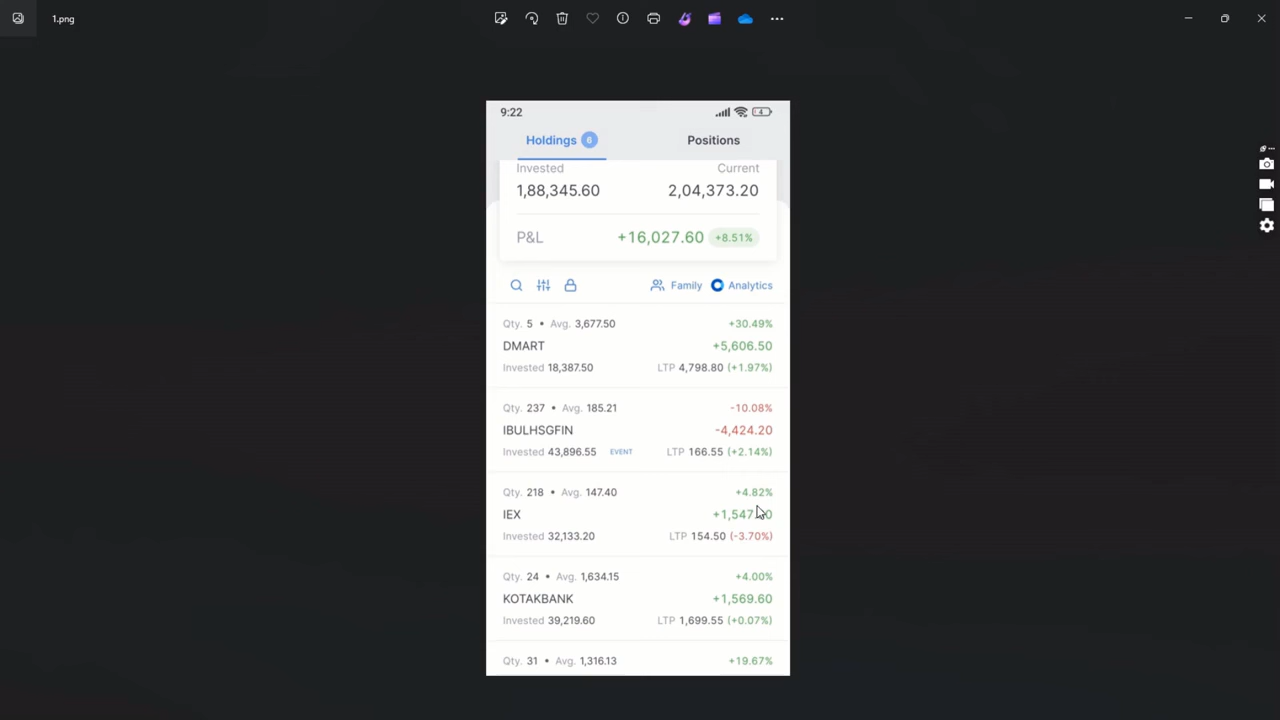 1.png
9:22
4
Holdings 6 Positions
Invested Current
1,88,345.60 2,04,373.20
P&L +16,027.60 +8.51%
Family Analytics
Qty. 5 • Avg. 3,677.50 +30.49%
DMART +5,606.50
Invested 18,387.50 LTP 4,798.80 (+1.97%)
Qty. 237 • Avg. 185.21 -10.08%
IBULHSGFIN -4,424.20
Invested 43,896.55 EVENT LTP 166.55 (+2.14%)
Qty. 218 • Avg. 147.40 +4.82%
IEX
Invested 32,133.20 LTP 154.50 (-3.70%)
Qty. 24 • Avg. 1,634.15 +4.00%
KOTAKBANK +1,569.60
Invested 39,219.60 LTP 1,699.55 (+0.07%)
Qty. 31 • Avg. 1,316.13 +19.67%